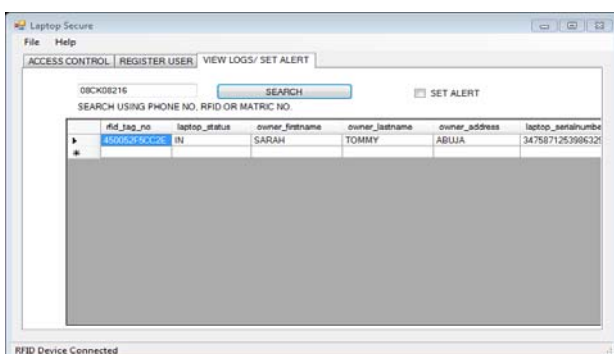 Laptop Secure
File Help
ACCESS CONTROL REGISTER USER VIEW LOGS/ SET ALERT
08CK08216 SEARCH SET ALERT
SEARCH USING PHONE NO, RFID OR MATRIC NO.
rfid_tag_no laptop_status owner_firstname owner_lastname owner_address laptop_serialnumbe
450052F5CC2E IN SARAH TOMMY ABUJA
RFID Device Connected